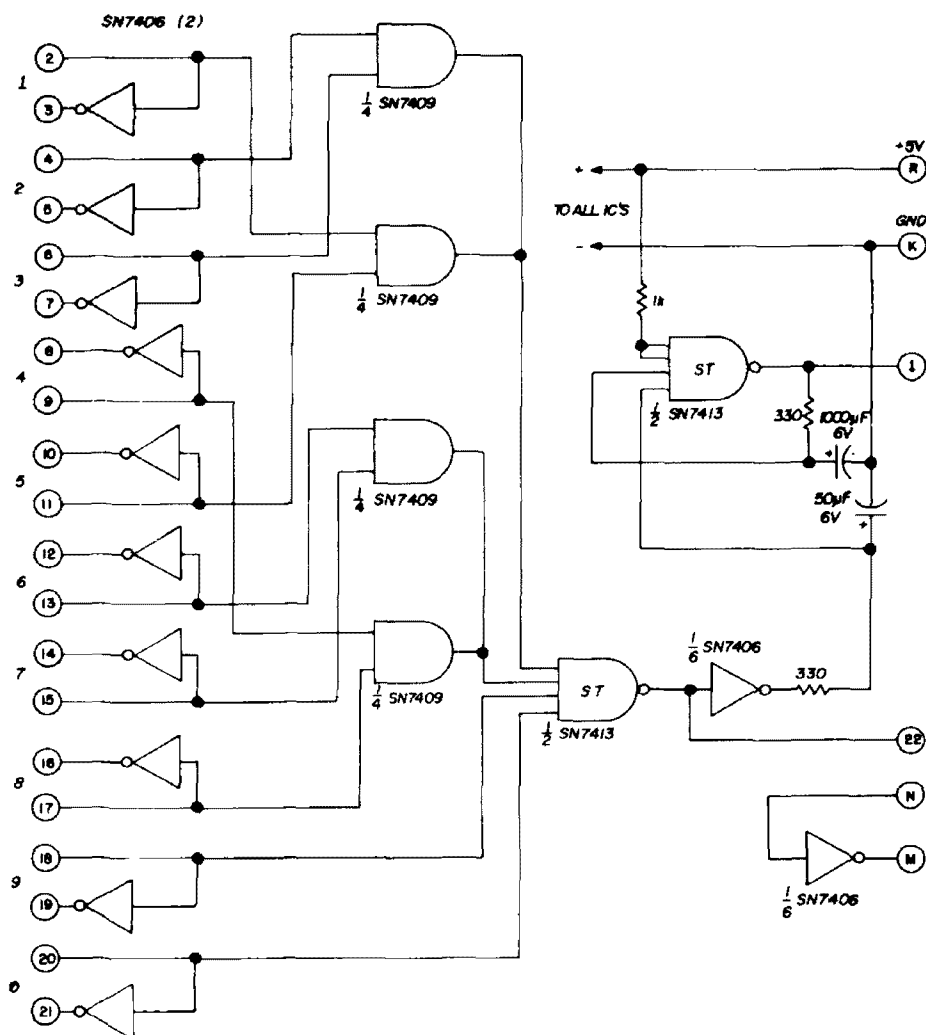 SN7406 (2)
2
1
3
1/4 SN7409
4
2
5
+5V
R
+
TO ALL IC'S
6
-
GND
K
3
7
1/4 SN7409
1k
8
4
9
ST
1
1/2 SN7413
330
1000µF
6V
+
10
5
11
1/4 SN7409
50µF
6V
+
12
6
13
14
7
15
1/4 SN7409
1/6 SN7406
ST
330
1/2 SN7413
22
16
8
17
N
18
M
9
19
1/6 SN7406
20
21